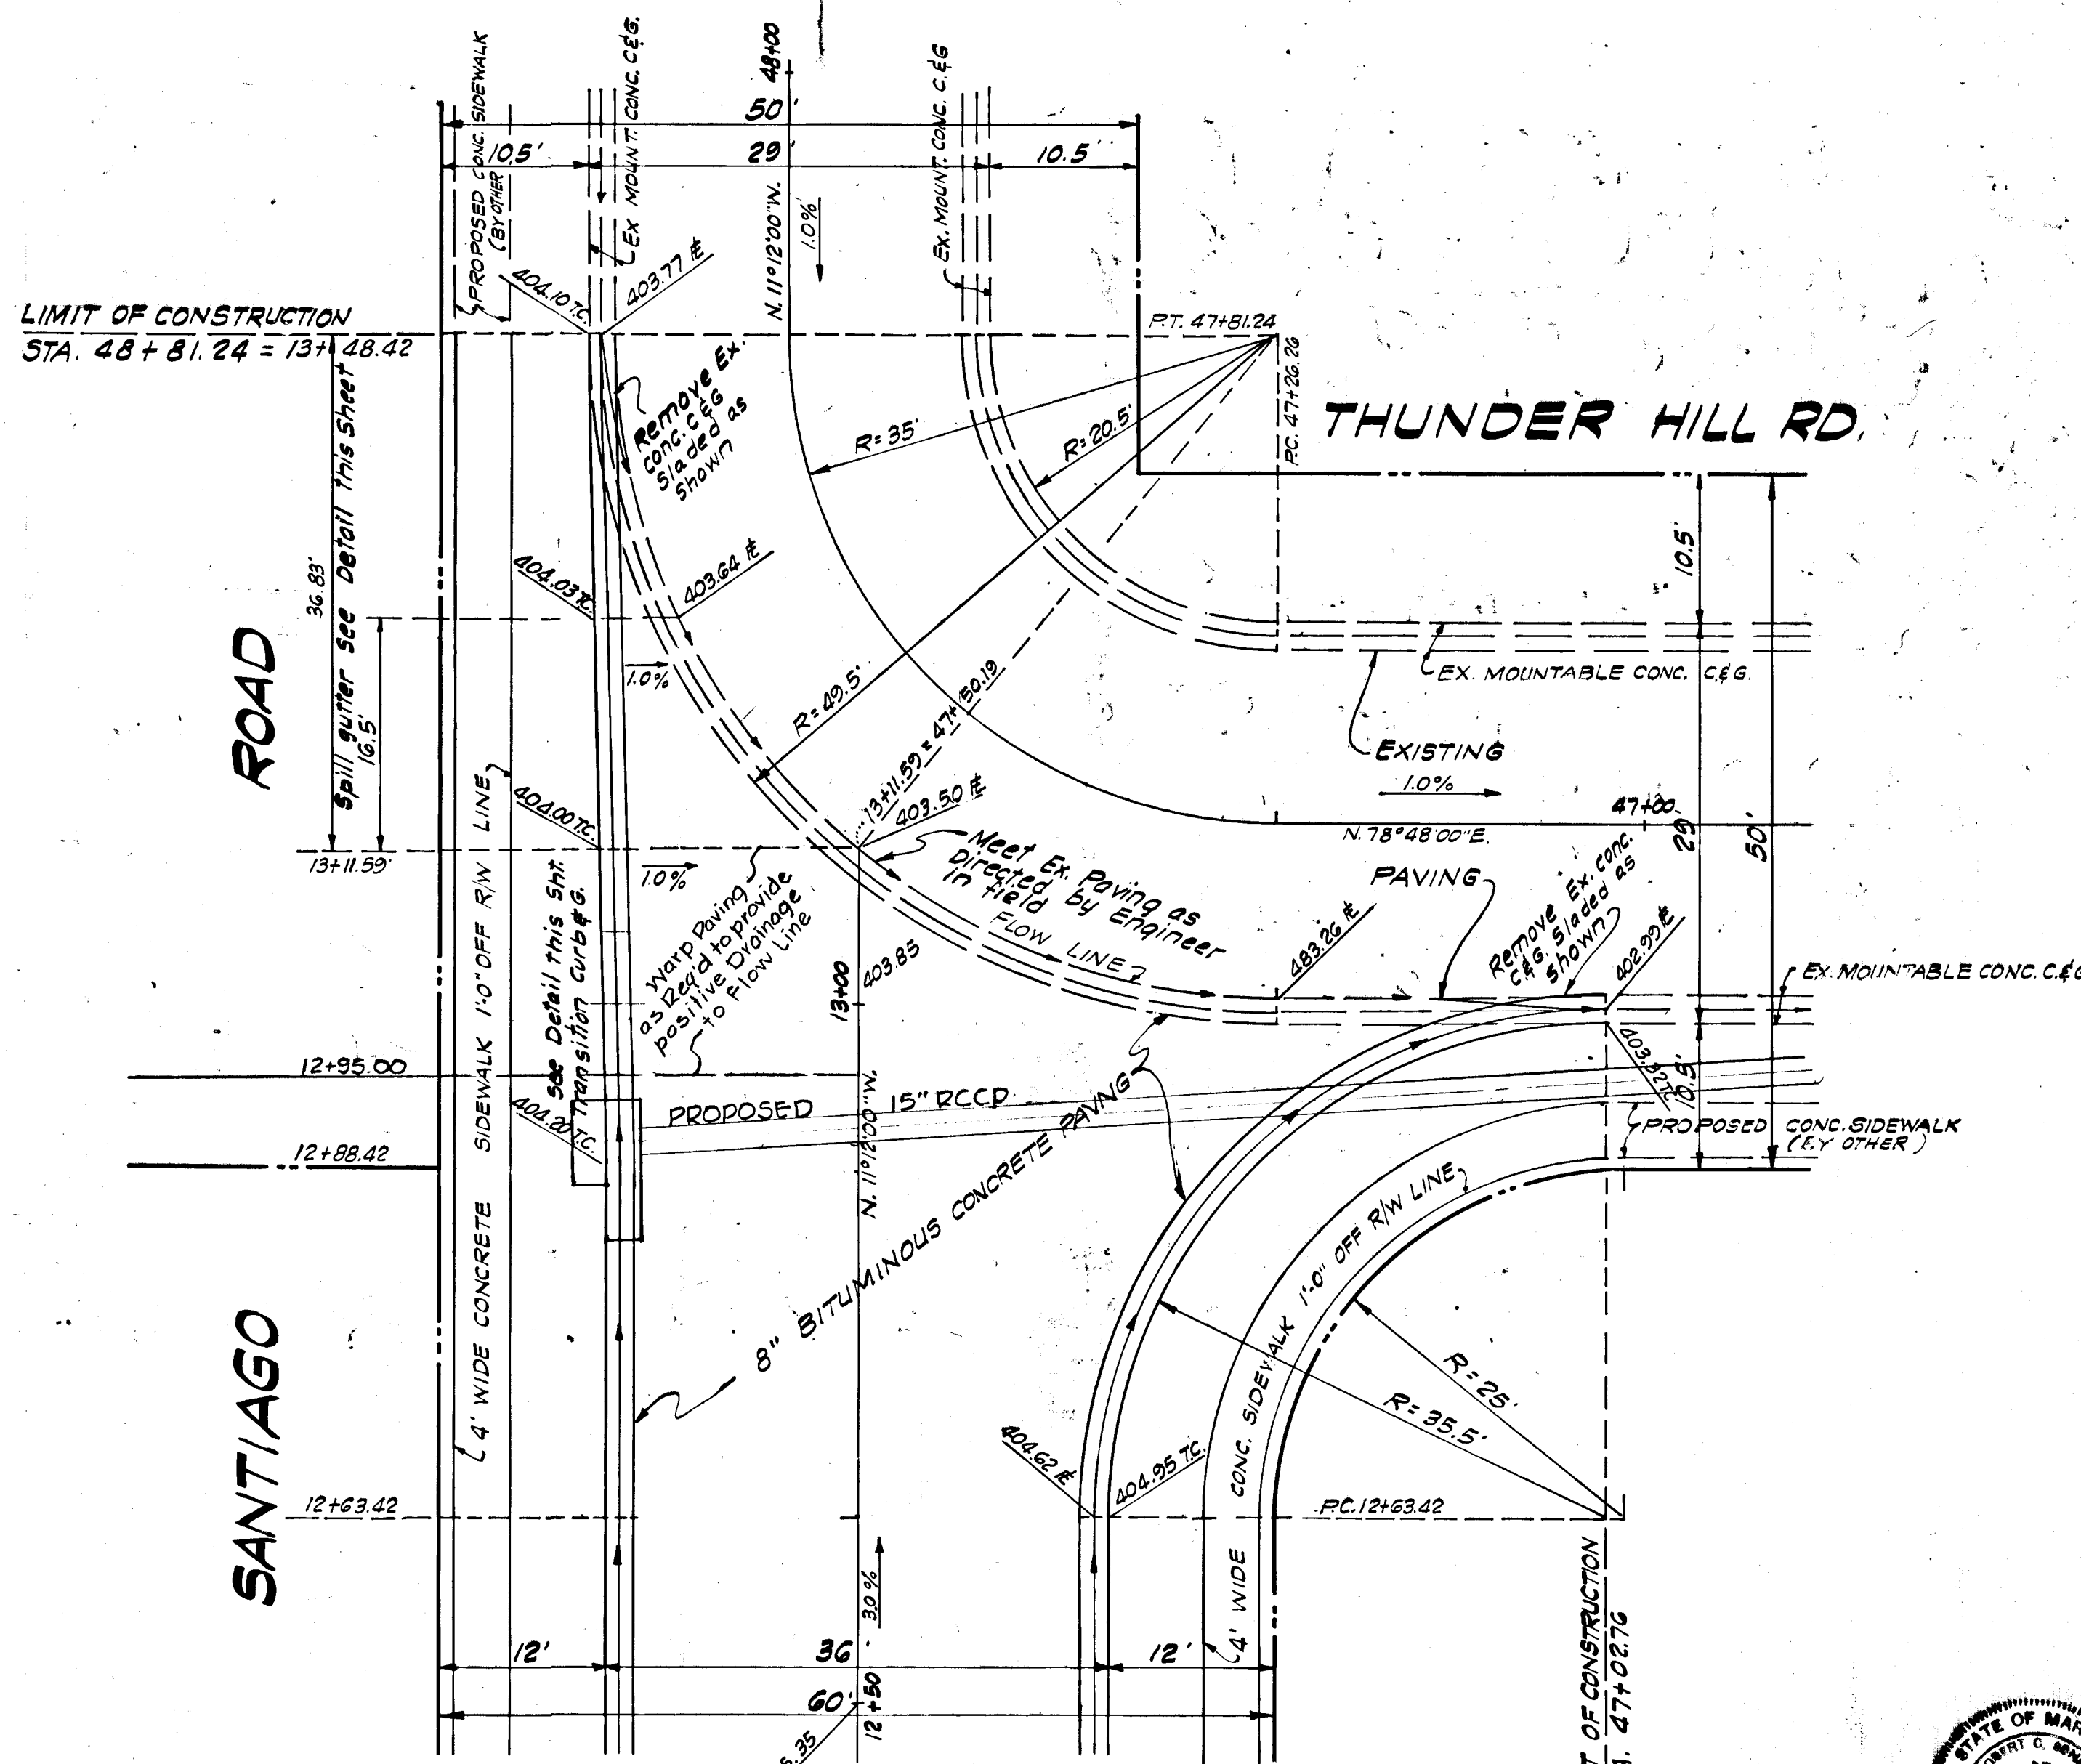 PROPOSED CONC. SIDEWALK
(BY OTHER)
EX MOUNT. CONC. C.&G.
48+00
EX. MOUNT. CONC. C.&G
50'
10.5'
29'
10.5'
N. 11°12'00"W.
1.0%
404.10 T.C.
403.77 ℄
LIMIT OF CONSTRUCTION
STA. 48+81.24 = 13+48.42
P.T. 47+81.24
P.C. 47+26.26
THUNDER HILL RD.
Remove Ex.
Conc. C&G
Sladed as
Shown
R=35'
R=20.5'
36.83'
Spill gutter see Detail this Sheet
16.5'
404.03 T.C.
403.64 ℄
10.5'
ROAD
1.0%
R=49.5'
13+11.59 = 47+50.19
EX. MOUNTABLE CONC. C.&G.
EXISTING
1.0%
404.00 T.C.
403.50 ℄
47+00
29'
50'
N. 78°48'00"E.
13+11.59'
1.0%
Meet Ex. Paving as
Directed by Engineer
in field
PAVING
Remove Ex. Conc.
C&G. Sladed as
Shown
Warp Paving
as Req'd to provide
positive Drainage
to Flow Line
See Detail this Sht.
Transition Curb&G.
FLOW LINE
483.26 ℄
402.99 ℄
403.85
13+00
EX. MOUNTABLE CONC. C.&G
4' WIDE CONCRETE SIDEWALK 1'-0" OFF R/W LINE
12+95.00
404.20 T.C.
PROPOSED 15" RCCP
403.32 T.C.
10.5'
PROPOSED CONC. SIDEWALK
(BY OTHER)
12+88.42
N. 11°12'00"W.
8" BITUMINOUS CONCRETE PAVING
4' WIDE CONC. SIDEWALK 1'-0" OFF R/W LINE
R=25'
R=35.5'
SANTIAGO
404.62 ℄
404.95 T.C.
12+63.42
P.C. 12+63.42
3.0%
12'
36'
12'
60'
12+50
.35
OF CONSTRUCTION
47+02.76
STATE OF MAR